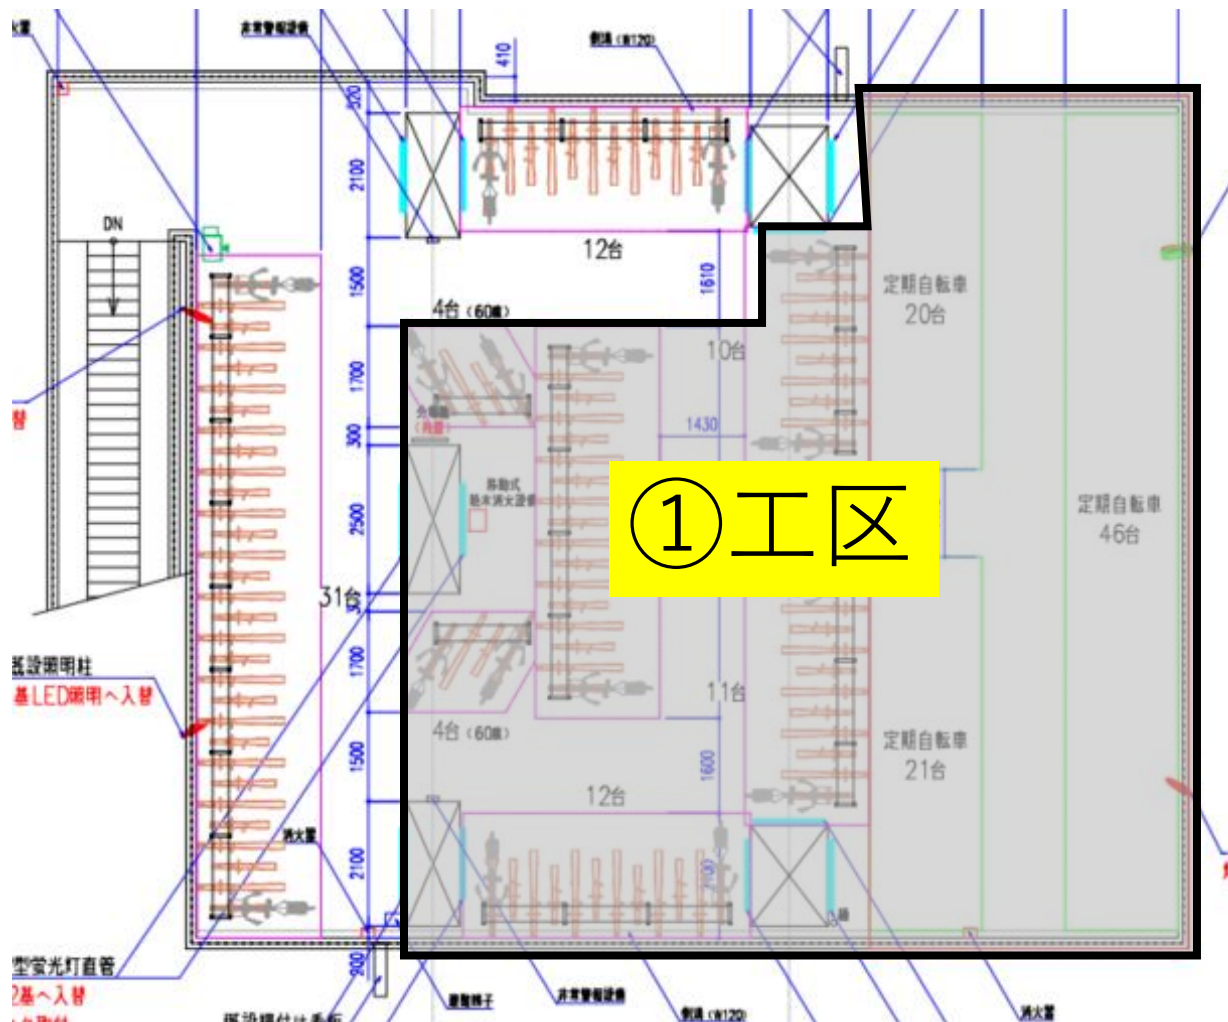 火置
非常警報設備
側溝(W120)
410
320
2100
DN
12台
1500
1610
4台(60度)
定期自転車
20台
10台
替
1700
300
1430
移動式
粉末消火設備
①工区
定期自転車
46台
2500
31台
既設照明柱
基LED照明へ入替
1700
11台
4台(60度)
定期自転車
21台
1500
1600
12台
消火器
2100
型蛍光灯直管
2基へ入替
200
非常警報設備
側溝(W120)
消火器